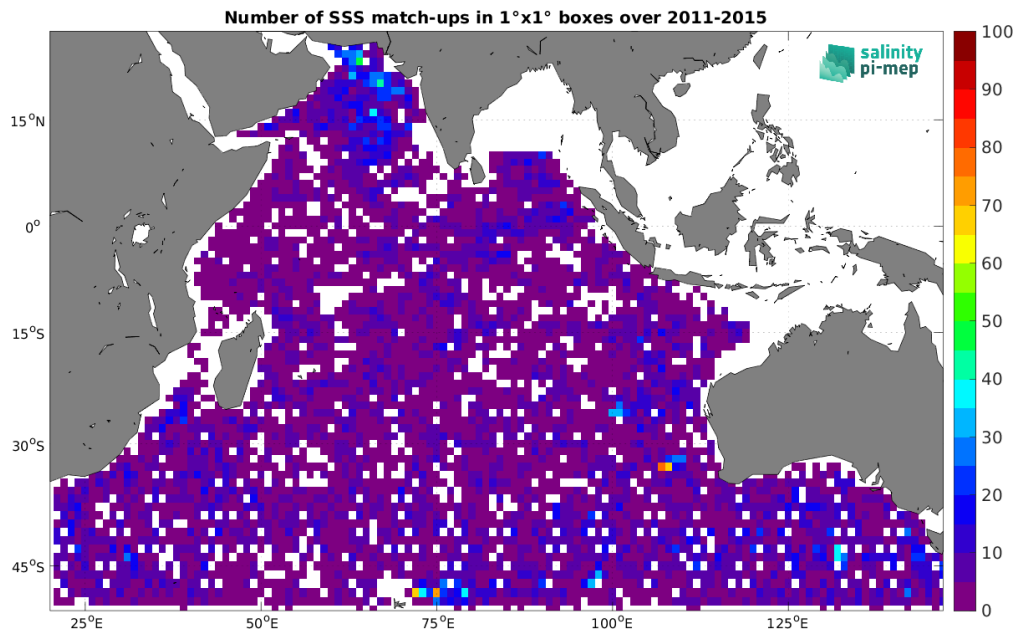 Number of SSS match-ups in 1°x1° boxes over 2011-2015
salinity
pi-mep
100
90
80
70
60
50
40
30
20
10
0
15°N
0°
15°S
30°S
45°S
25°E
50°E
75°E
100°E
125°E